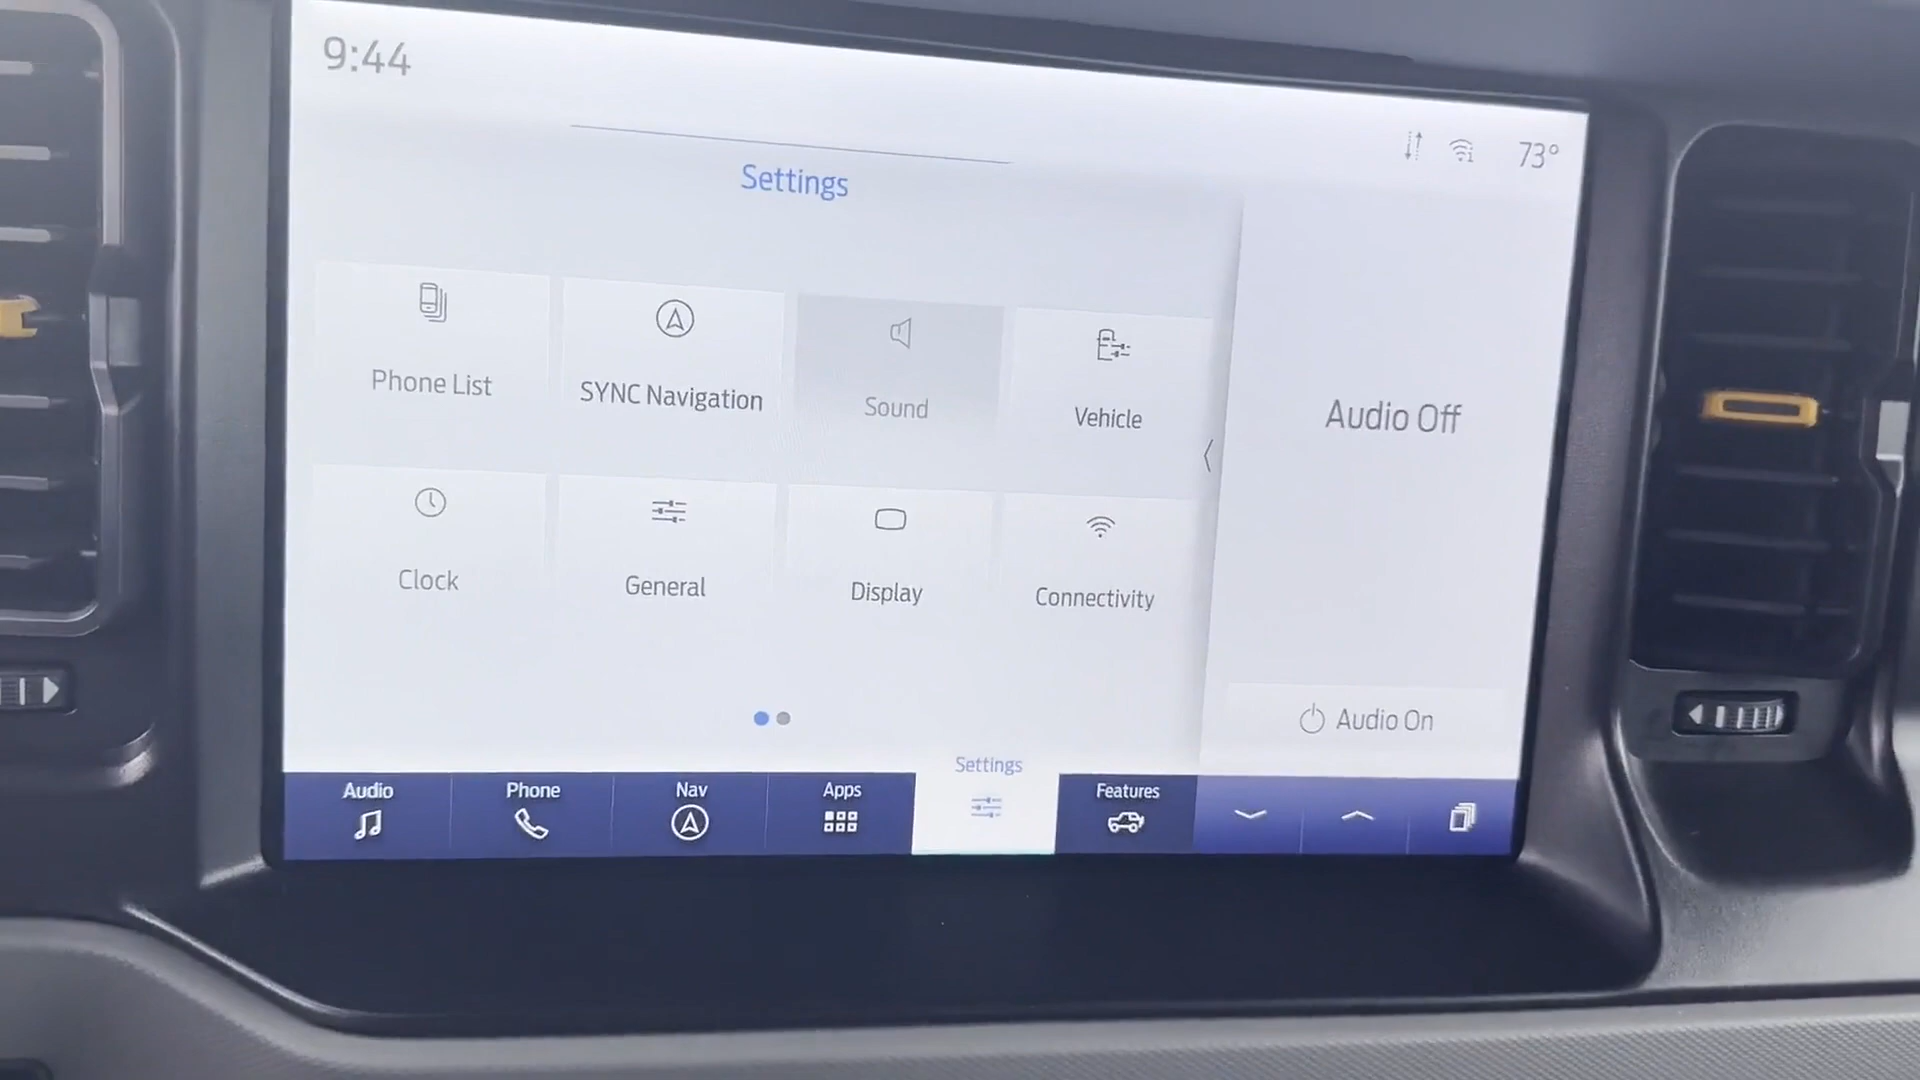 9:44
73°
Settings
Phone List
SYNC Navigation
Sound
Vehicle
Clock
General
Display
Connectivity
Audio Off
Audio On
Audio
Phone
Nav
Apps
Settings
Features